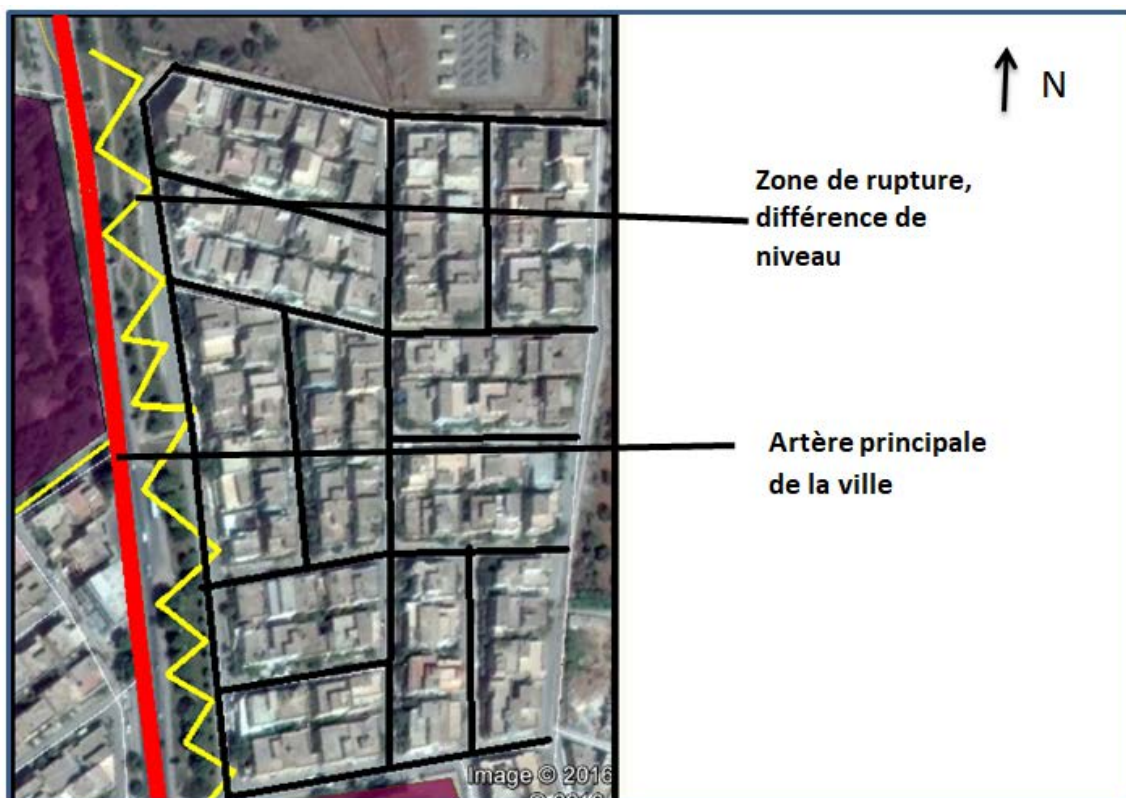 N
Zone de rupture,
différence de
niveau
Artère principale
de la ville
Image © 2016